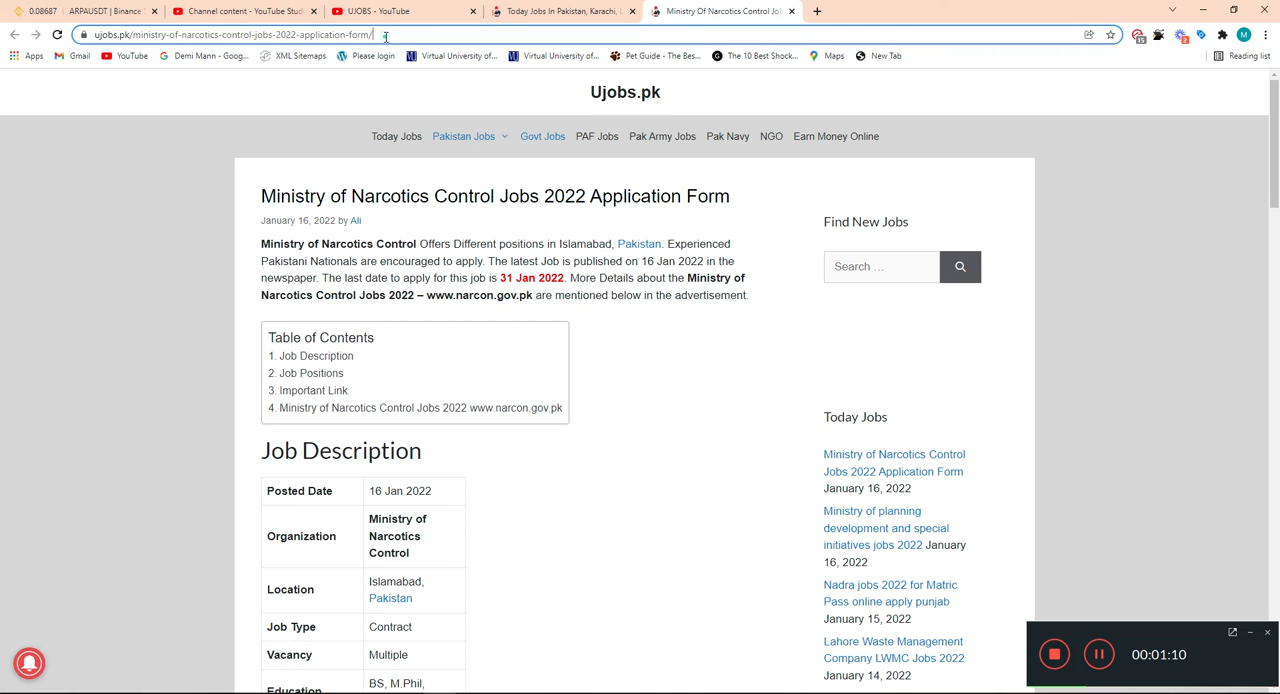 0.08687 | ARPAUSDT | Binance
Channel content - YouTube Stud
UJOBS - YouTube
Today Jobs In Pakistan, Karachi, L
Ministry Of Narcotics Control Job
ujobs.pk/ministry-of-narcotics-control-jobs-2022-application-form/
Apps
Gmail
YouTube
Demi Mann - Goog...
XML Sitemaps
Please login
Virtual University of...
Virtual University of...
Pet Guide - The Bes...
The 10 Best Shock...
Maps
New Tab
Reading list
Ujobs.pk
Today Jobs Pakistan Jobs Govt Jobs PAF Jobs Pak Army Jobs Pak Navy NGO Earn Money Online
Ministry of Narcotics Control Jobs 2022 Application Form
January 16, 2022 by Ali
Ministry of Narcotics Control Offers Different positions in Islamabad, Pakistan. Experienced
Pakistani Nationals are encouraged to apply. The latest Job is published on 16 Jan 2022 in the
newspaper. The last date to apply for this job is 31 Jan 2022. More Details about the Ministry of
Narcotics Control Jobs 2022 – www.narcon.gov.pk are mentioned below in the advertisement.
Table of Contents
1. Job Description
2. Job Positions
3. Important Link
4. Ministry of Narcotics Control Jobs 2022 www.narcon.gov.pk
Job Description
Posted Date 16 Jan 2022
Organization
Ministry of
Narcotics
Control
Location
Islamabad,
Pakistan
Job Type Contract
Vacancy Multiple
Education
BS, M.Phil,
Find New Jobs
Search …
Today Jobs
Ministry of Narcotics Control
Jobs 2022 Application Form
January 16, 2022
Ministry of planning
development and special
initiatives jobs 2022 January
16, 2022
Nadra jobs 2022 for Matric
Pass online apply punjab
January 15, 2022
Lahore Waste Management
Company LWMC Jobs 2022
January 14, 2022
00:01:10